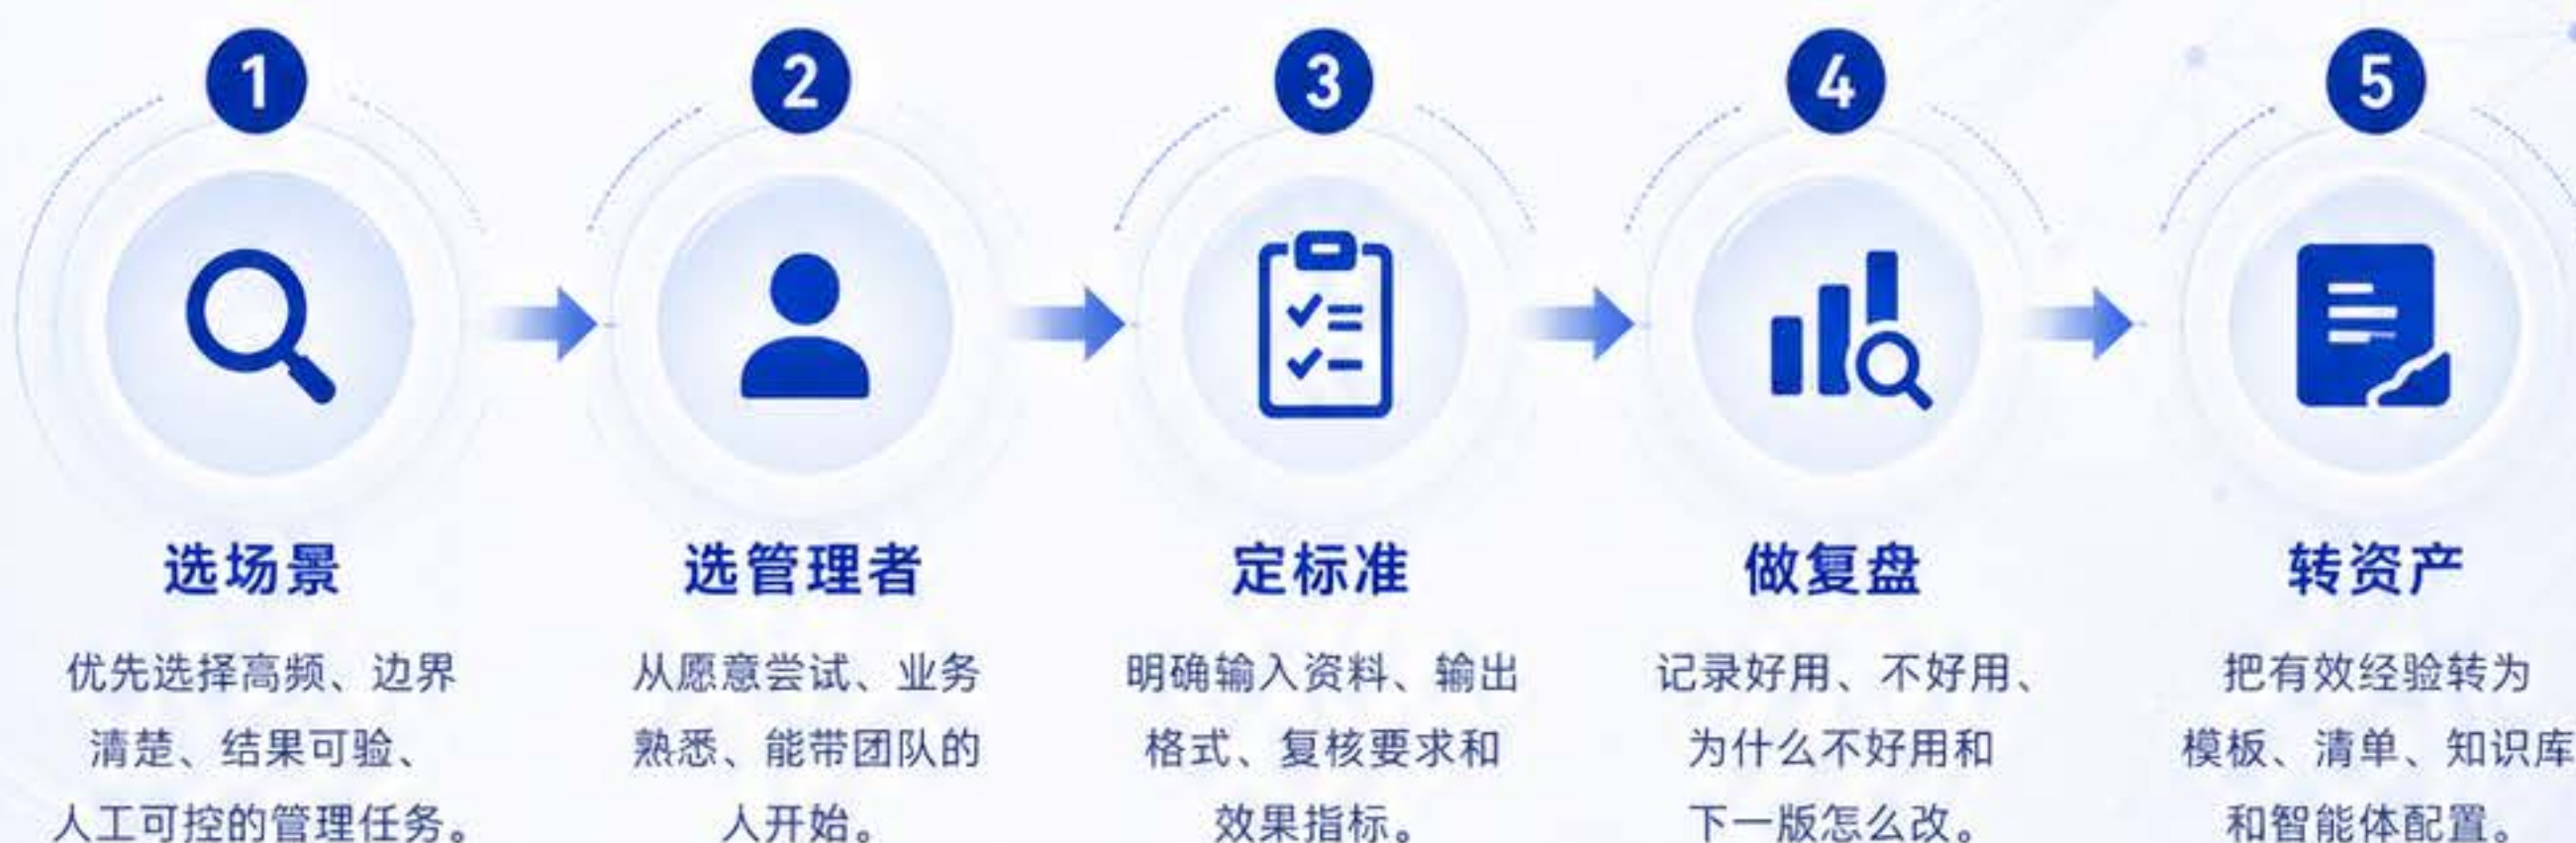 1
选场景
优先选择高频、边界
清楚、结果可验、
人工可控的管理任务。
2
选管理者
从愿意尝试、业务
熟悉、能带团队的
人开始。
3
定标准
明确输入资料、输出
格式、复核要求和
效果指标。
4
做复盘
记录好用、不好用、
为什么不好用和
下一版怎么改。
5
转资产
把有效经验转为
模板、清单、知识库
和智能体配置。